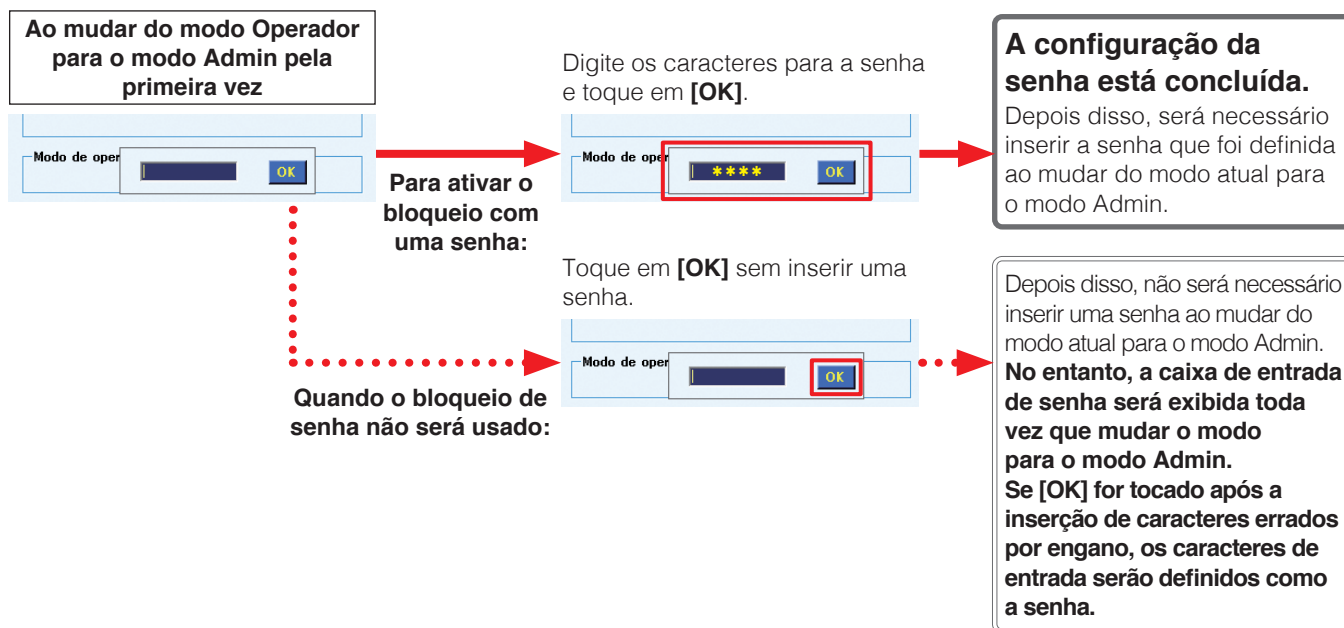 Ao mudar do modo Operador
para o modo Admin pela
primeira vez
Modo de oper
OK
Para ativar o
bloqueio com
uma senha:
Digite os caracteres para a senha
e toque em [OK].
Modo de oper
****
OK
A configuração da
senha está concluída.
Depois disso, será necessário
inserir a senha que foi definida
ao mudar do modo atual para
o modo Admin.
Quando o bloqueio de
senha não será usado:
Toque em [OK] sem inserir uma
senha.
Modo de oper
OK
Depois disso, não será necessário
inserir uma senha ao mudar do
modo atual para o modo Admin.
No entanto, a caixa de entrada
de senha será exibida toda
vez que mudar o modo
para o modo Admin.
Se [OK] for tocado após a
inserção de caracteres errados
por engano, os caracteres de
entrada serão definidos como
a senha.